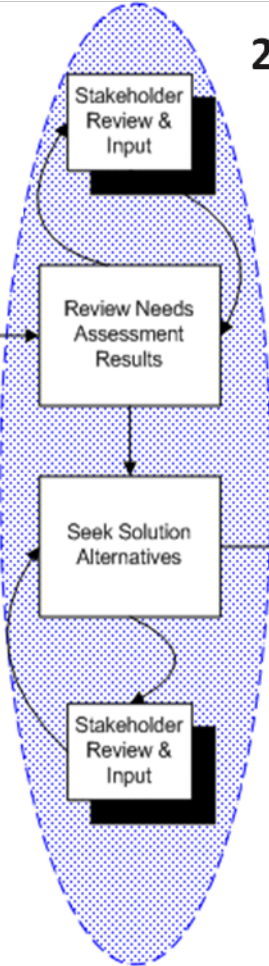 2
Stakeholder
Review &
Input
Review Needs
Assessment
Results
Seek Solution
Alternatives
Stakeholder
Review &
Input